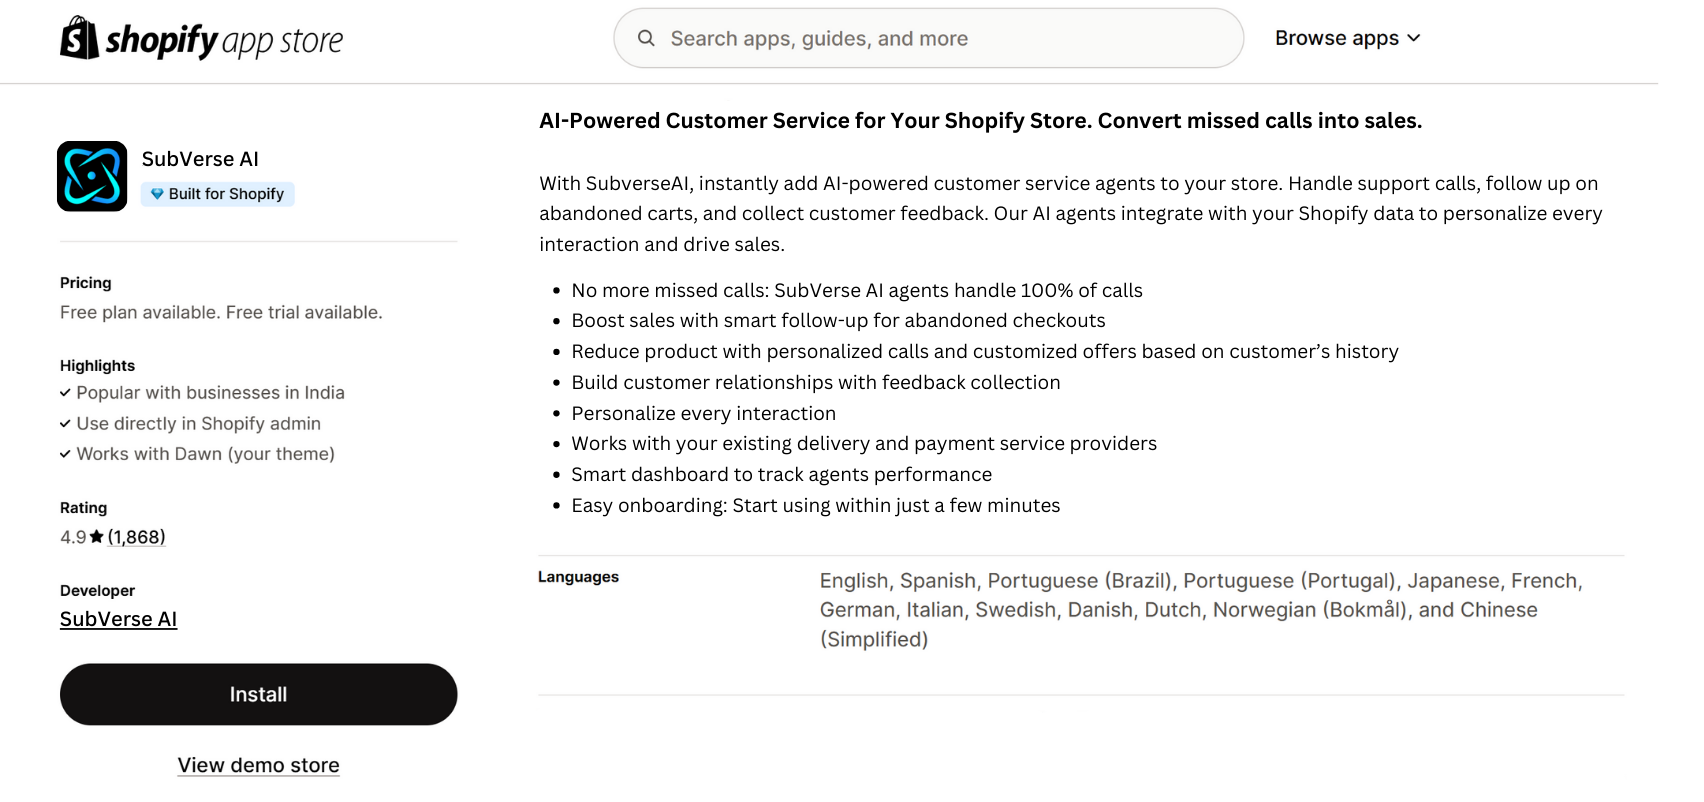 shopify app store
Search apps, guides, and more
Browse apps
SubVerse AI
Built for Shopify
Pricing
Free plan available. Free trial available.
Highlights
Popular with businesses in India
Use directly in Shopify admin
Works with Dawn (your theme)
Rating
4.9★ (1,868)
Developer
SubVerse AI
Install
View demo store
AI-Powered Customer Service for Your Shopify Store. Convert missed calls into sales.
With SubverseAI, instantly add AI-powered customer service agents to your store. Handle support calls, follow up on
abandoned carts, and collect customer feedback. Our AI agents integrate with your Shopify data to personalize every
interaction and drive sales.
• No more missed calls: SubVerse AI agents handle 100% of calls
• Boost sales with smart follow-up for abandoned checkouts
• Reduce product with personalized calls and customized offers based on customer’s history
• Build customer relationships with feedback collection
• Personalize every interaction
• Works with your existing delivery and payment service providers
• Smart dashboard to track agents performance
• Easy onboarding: Start using within just a few minutes
Languages
English, Spanish, Portuguese (Brazil), Portuguese (Portugal), Japanese, French,
German, Italian, Swedish, Danish, Dutch, Norwegian (Bokmål), and Chinese
(Simplified)